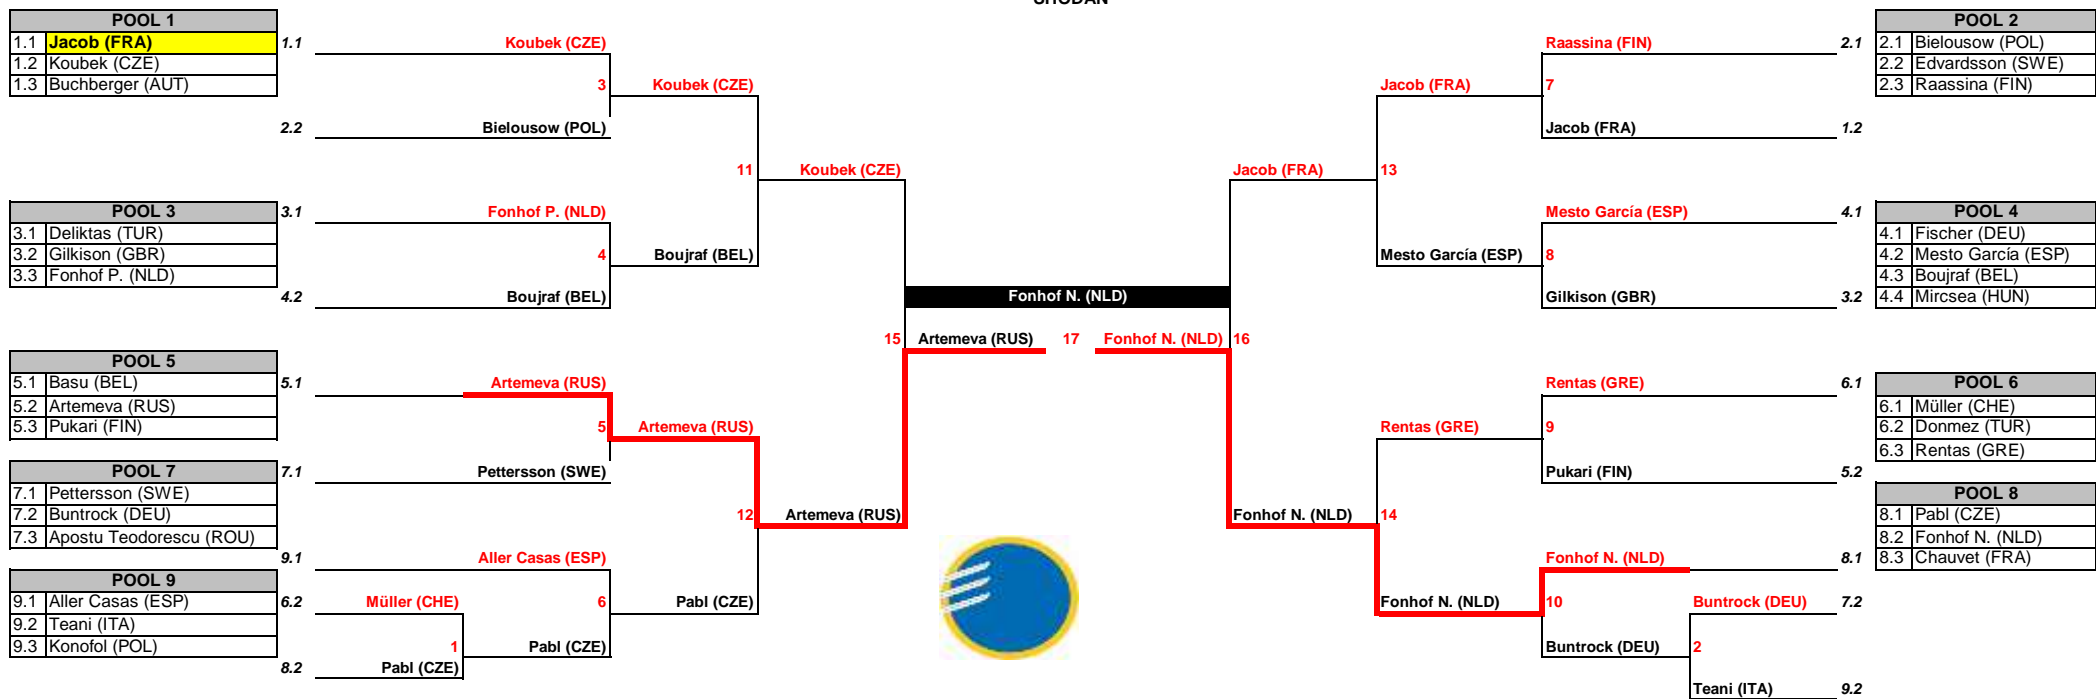 SHODAN
POOL 1
1.1 Jacob (FRA)
1.2 Koubek (CZE)
1.3 Buchberger (AUT)
POOL 3
3.1 Deliktas (TUR)
3.2 Gilkison (GBR)
3.3 Fonhof P. (NLD)
POOL 5
5.1 Basu (BEL)
5.2 Artemeva (RUS)
5.3 Pukari (FIN)
POOL 7
7.1 Pettersson (SWE)
7.2 Buntrock (DEU)
7.3 Apostu Teodorescu (ROU)
POOL 9
9.1 Aller Casas (ESP)
9.2 Teani (ITA)
9.3 Konofol (POL)
1.1 Koubek (CZE)
3
2.2 Bielousow (POL)
3.1 Fonhof P. (NLD)
4
4.2 Boujraf (BEL)
5.1 Artemeva (RUS)
5
7.1 Pettersson (SWE)
9.1 Aller Casas (ESP)
6
6.2 Müller (CHE)
1
8.2 Pabl (CZE)
Pabl (CZE)
Koubek (CZE)
11
Boujraf (BEL)
Artemeva (RUS)
12
Pabl (CZE)
Koubek (CZE)
15
Artemeva (RUS)
Fonhof N. (NLD)
Artemeva (RUS) 17 Fonhof N. (NLD)
Jacob (FRA)
16
Fonhof N. (NLD)
Jacob (FRA)
13
Mesto García (ESP)
Rentas (GRE)
14
Fonhof N. (NLD)
Raassina (FIN) 2.1
7
Jacob (FRA) 1.2
Mesto García (ESP) 4.1
8
Gilkison (GBR) 3.2
Rentas (GRE) 6.1
9
Pukari (FIN) 5.2
Fonhof N. (NLD) 8.1
10
Buntrock (DEU)
Buntrock (DEU) 7.2
2
Teani (ITA) 9.2
POOL 2
2.1 Bielousow (POL)
2.2 Edvardsson (SWE)
2.3 Raassina (FIN)
POOL 4
4.1 Fischer (DEU)
4.2 Mesto García (ESP)
4.3 Boujraf (BEL)
4.4 Mircsea (HUN)
POOL 6
6.1 Müller (CHE)
6.2 Donmez (TUR)
6.3 Rentas (GRE)
POOL 8
8.1 Pabl (CZE)
8.2 Fonhof N. (NLD)
8.3 Chauvet (FRA)